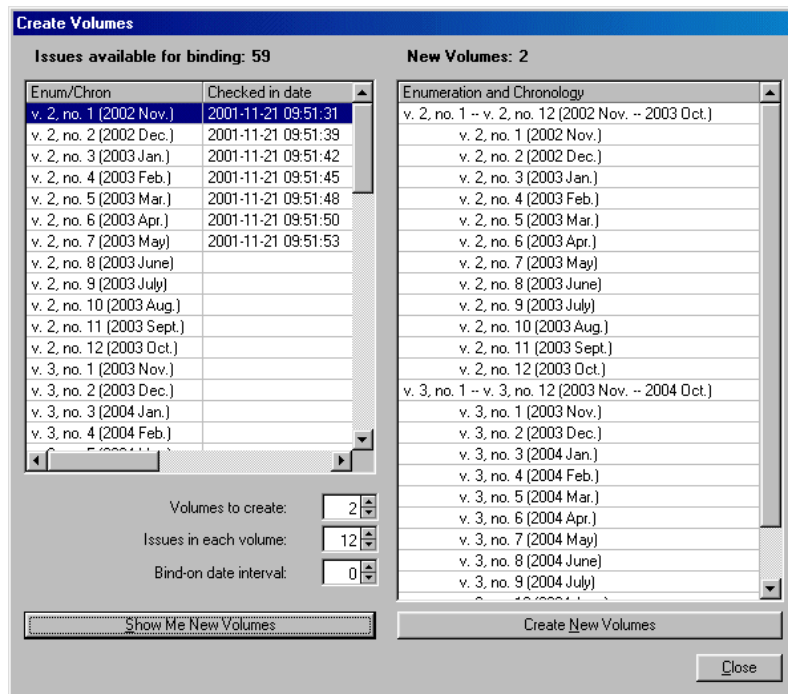 Create Volumes
Issues available for binding: 59
Enum/Chron Checked in date
v. 2, no. 1 (2002 Nov.) 2001-11-21 09:51:31
v. 2, no. 2 (2002 Dec.) 2001-11-21 09:51:39
v. 2, no. 3 (2003 Jan.) 2001-11-21 09:51:42
v. 2, no. 4 (2003 Feb.) 2001-11-21 09:51:45
v. 2, no. 5 (2003 Mar.) 2001-11-21 09:51:48
v. 2, no. 6 (2003 Apr.) 2001-11-21 09:51:50
v. 2, no. 7 (2003 May) 2001-11-21 09:51:53
v. 2, no. 8 (2003 June)
v. 2, no. 9 (2003 July)
v. 2, no. 10 (2003 Aug.)
v. 2, no. 11 (2003 Sept.)
v. 2, no. 12 (2003 Oct.)
v. 3, no. 1 (2003 Nov.)
v. 3, no. 2 (2003 Dec.)
v. 3, no. 3 (2004 Jan.)
v. 3, no. 4 (2004 Feb.)
Volumes to create: 2
Issues in each volume: 12
Bind-on date interval: 0
Show Me New Volumes
New Volumes: 2
Enumeration and Chronology
v. 2, no. 1 -- v. 2, no. 12 (2002 Nov. -- 2003 Oct.)
v. 2, no. 1 (2002 Nov.)
v. 2, no. 2 (2002 Dec.)
v. 2, no. 3 (2003 Jan.)
v. 2, no. 4 (2003 Feb.)
v. 2, no. 5 (2003 Mar.)
v. 2, no. 6 (2003 Apr.)
v. 2, no. 7 (2003 May)
v. 2, no. 8 (2003 June)
v. 2, no. 9 (2003 July)
v. 2, no. 10 (2003 Aug.)
v. 2, no. 11 (2003 Sept.)
v. 2, no. 12 (2003 Oct.)
v. 3, no. 1 -- v. 3, no. 12 (2003 Nov. -- 2004 Oct.)
v. 3, no. 1 (2003 Nov.)
v. 3, no. 2 (2003 Dec.)
v. 3, no. 3 (2004 Jan.)
v. 3, no. 4 (2004 Feb.)
v. 3, no. 5 (2004 Mar.)
v. 3, no. 6 (2004 Apr.)
v. 3, no. 7 (2004 May)
v. 3, no. 8 (2004 June)
v. 3, no. 9 (2004 July)
Create New Volumes
Close